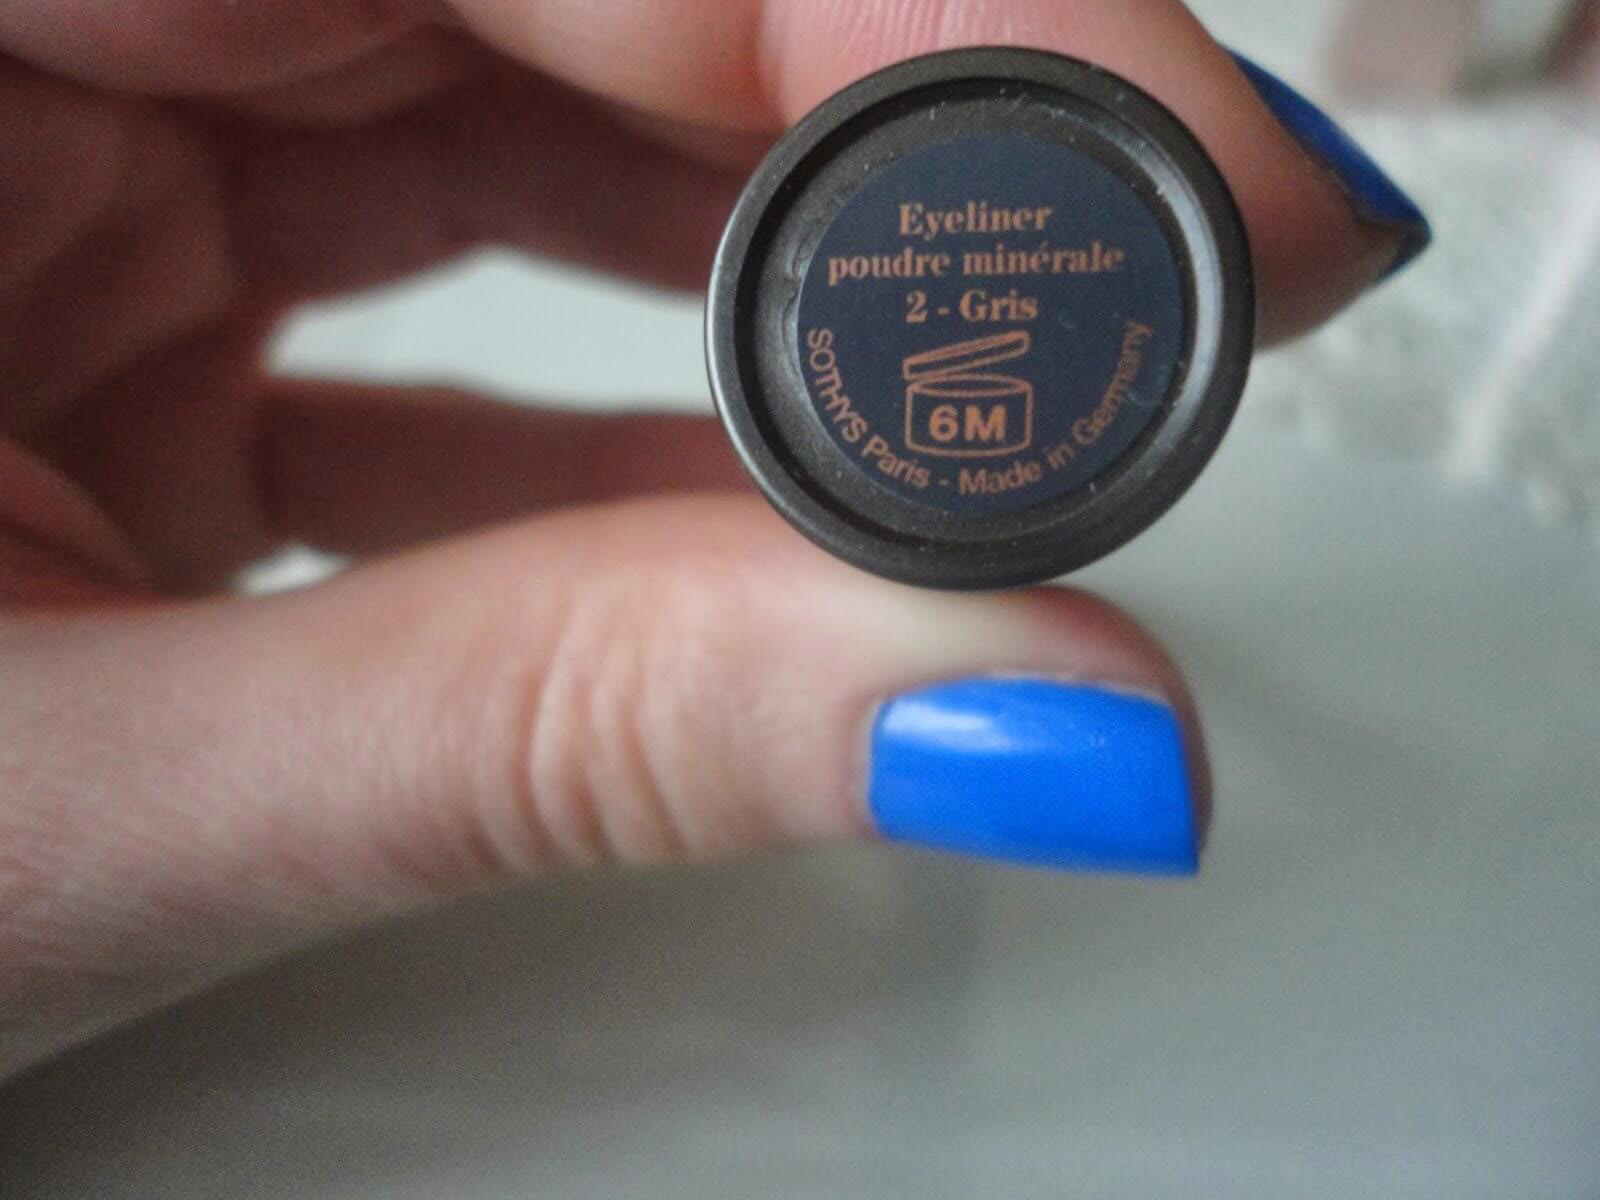 Eyeliner
poudre minérale
2 - Gris
6M
SOTHYS Paris - Made in Germany